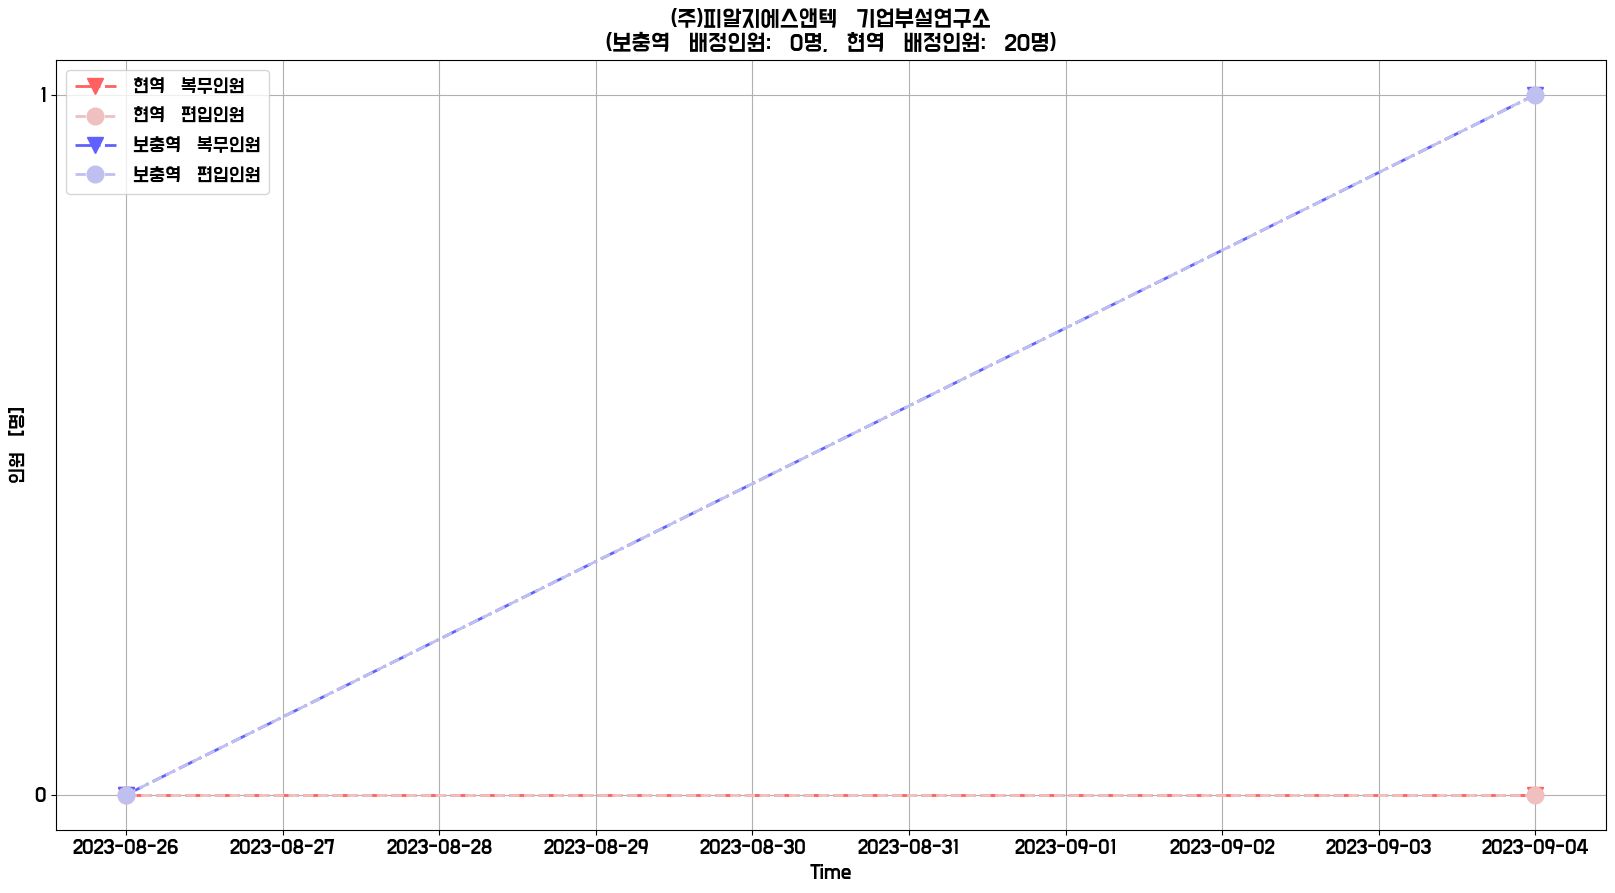 (주)피알지에스앤텍 기업부설연구소
(보충역 배정인원: 0명, 현역 배정인원: 20명)
현역 복무인원
현역 편입인원
보충역 복무인원
보충역 편입인원
1
0
인원 [명]
2023-08-26 2023-08-27 2023-08-28 2023-08-29 2023-08-30 2023-08-31 2023-09-01 2023-09-02 2023-09-03 2023-09-04
Time